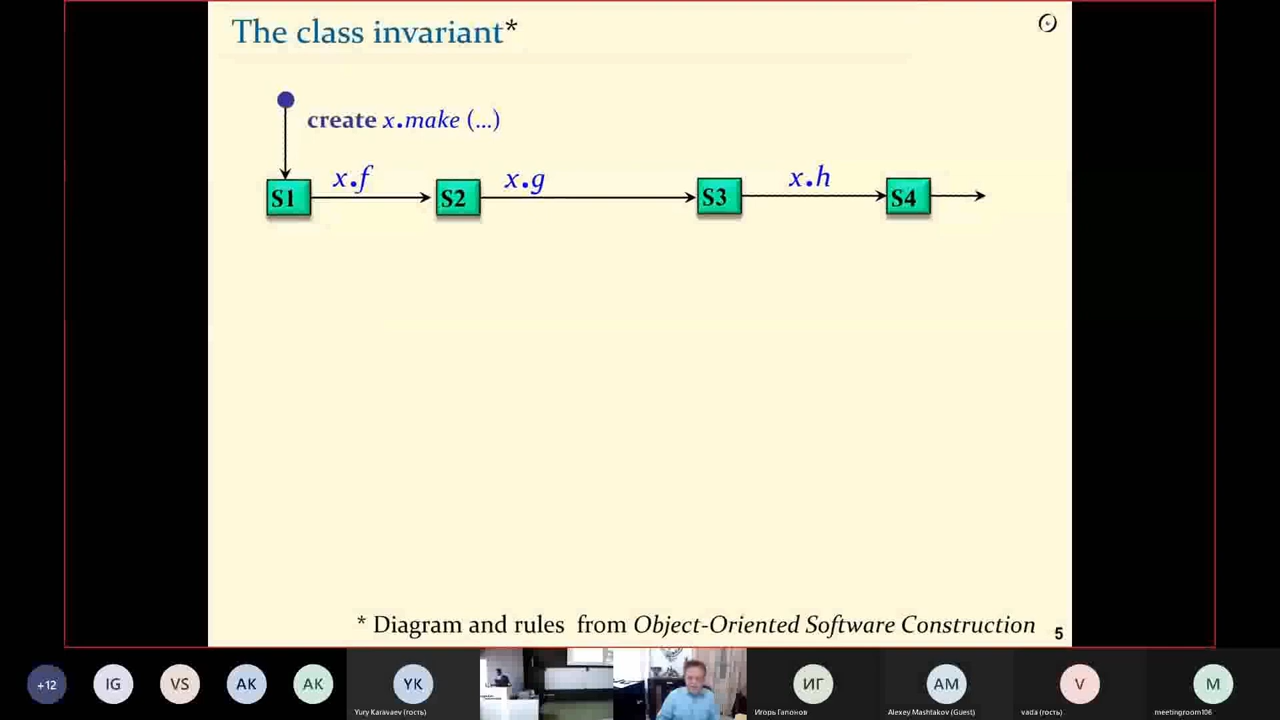 The class invariant*
create x.make (...)
x.f
x.g
x.h
S1
S2
S3
S4
* Diagram and rules from Object-Oriented Software Construction
5
+12
IG
VS
AK
AK
YK
ИГ
AM
V
M
Yury Karavaev (гость)
Игорь Гапонов
Alexey Mashtakov (Guest)
vada (гость)
meetingroom106